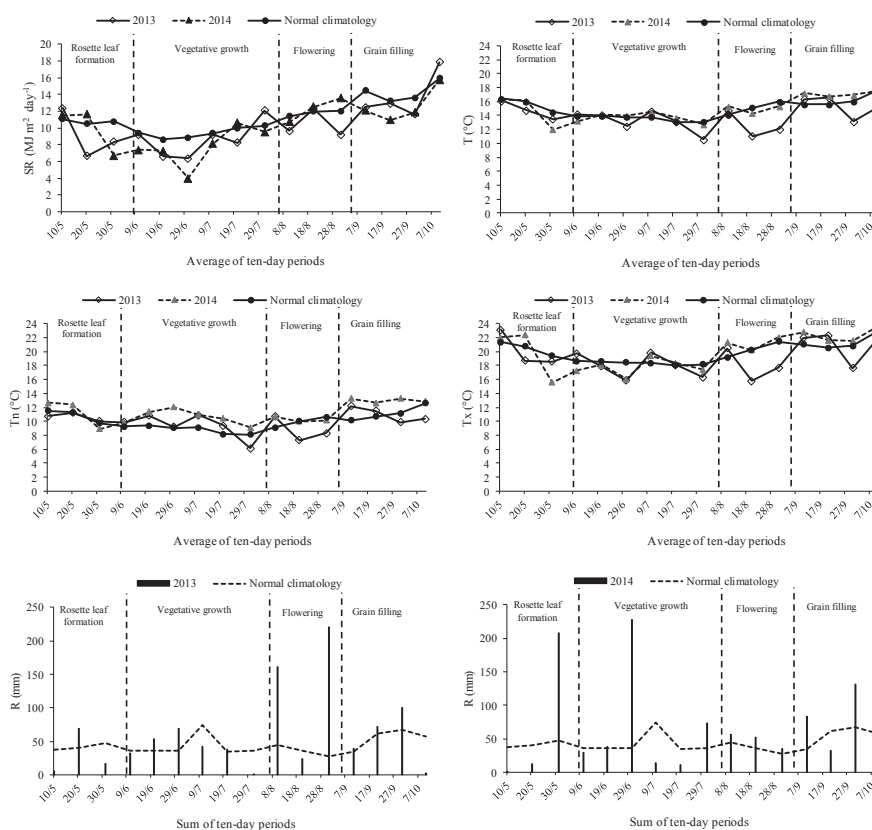 2013 2014 Normal climatology
Rosette leaf formation
Vegetative growth
Flowering
Grain filling
SR (MJ m⁻² day⁻¹)
20
18
16
14
12
10
8
6
4
2
0
10/5 20/5 30/5 9/6 19/6 29/6 9/7 19/7 29/7 8/8 18/8 28/8 7/9 17/9 27/9 7/10
Average of ten-day periods
2013 2014 Normal climatology
Rosette leaf formation
Vegetative growth
Flowering
Grain filling
T (°C)
24
22
20
18
16
14
12
10
8
6
4
2
0
10/5 20/5 30/5 9/6 19/6 29/6 9/7 19/7 29/7 8/8 18/8 28/8 7/9 17/9 27/9 7/10
Average of ten-day periods
2013 2014 Normal climatology
Rosette leaf formation
Vegetative growth
Flowering
Grain filling
Tn (°C)
24
22
20
18
16
14
12
10
8
6
4
2
0
10/5 20/5 30/5 9/6 19/6 29/6 9/7 19/7 29/7 8/8 18/8 28/8 7/9 17/9 27/9 7/10
Average of ten-day periods
2013 2014 Normal climatology
Rosette leaf formation
Vegetative growth
Flowering
Grain filling
Tx (°C)
24
22
20
18
16
14
12
10
8
6
4
2
0
10/5 20/5 30/5 9/6 19/6 29/6 9/7 19/7 29/7 8/8 18/8 28/8 7/9 17/9 27/9 7/10
Average of ten-day periods
2013 Normal climatology
Rosette leaf formation
Vegetative growth
Flowering
Grain filling
R (mm)
250
200
150
100
50
0
10/5 20/5 30/5 9/6 19/6 29/6 9/7 19/7 29/7 8/8 18/8 28/8 7/9 17/9 27/9 7/10
Sum of ten-day periods
2014 Normal climatology
Rosette leaf formation
Vegetative growth
Flowering
Grain filling
R (mm)
250
200
150
100
50
0
10/5 20/5 30/5 9/6 19/6 29/6 9/7 19/7 29/7 8/8 18/8 28/8 7/9 17/9 27/9 7/10
Sum of ten-day periods